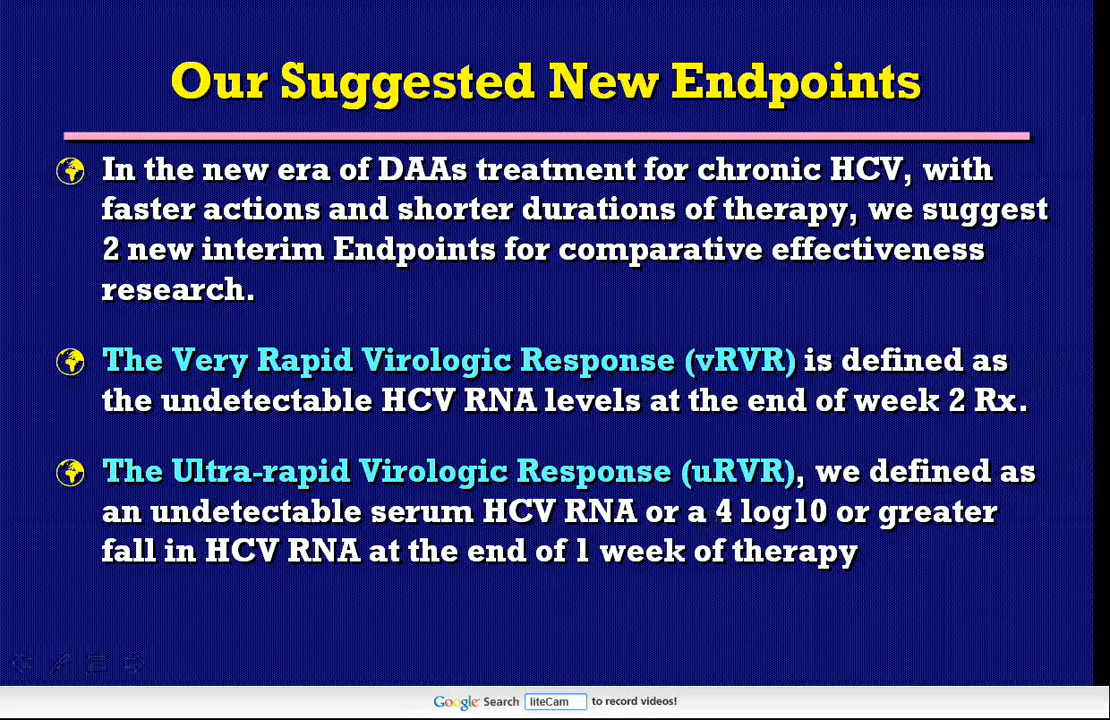 Our Suggested New Endpoints
In the new era of DAAs treatment for chronic HCV, with
faster actions and shorter durations of therapy, we suggest
2 new interim Endpoints for comparative effectiveness
research.
The Very Rapid Virologic Response (vRVR) is defined as
the undetectable HCV RNA levels at the end of week 2 Rx.
The Ultra-rapid Virologic Response (uRVR), we defined as
an undetectable serum HCV RNA or a 4 log10 or greater
fall in HCV RNA at the end of 1 week of therapy
Google Search liteCam to record videos!